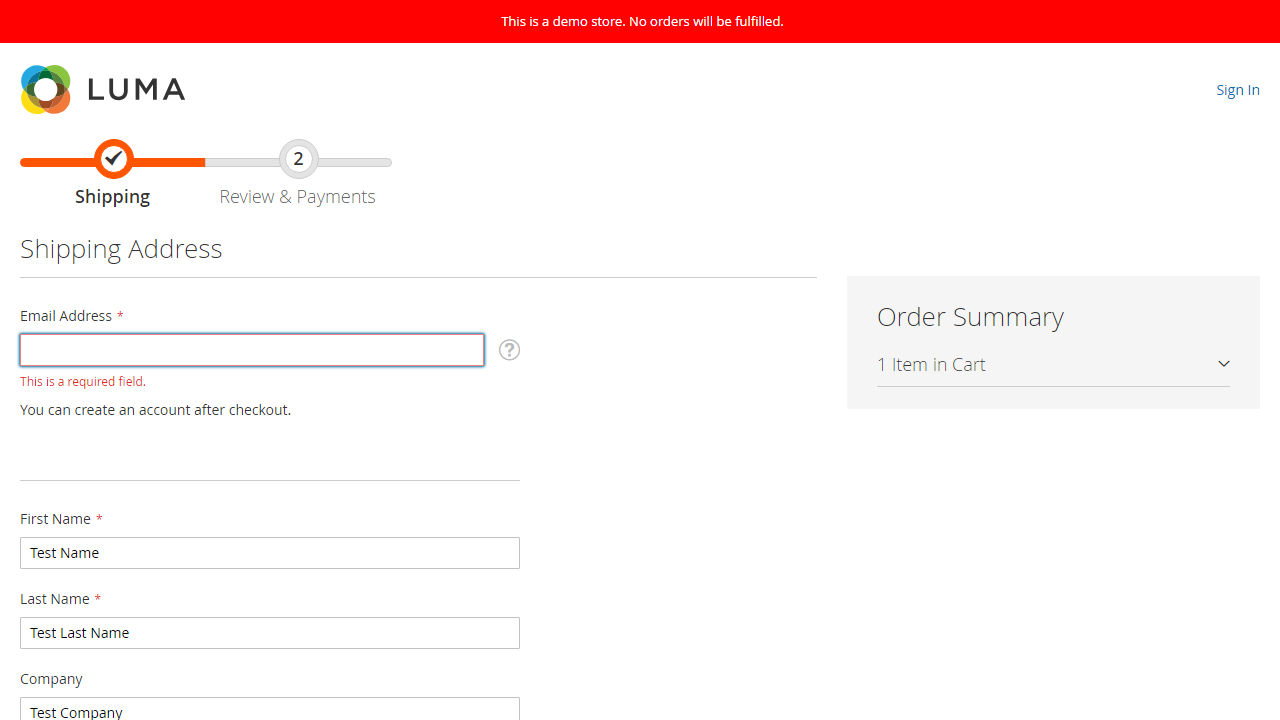 This is a demo store. No orders will be fulfilled.
LUMA
Sign In
2
Shipping
Review & Payments
Shipping Address
Email Address *
?
This is a required field.
You can create an account after checkout.
Order Summary
1 Item in Cart
First Name *
Test Name
Last Name *
Test Last Name
Company
Test Company